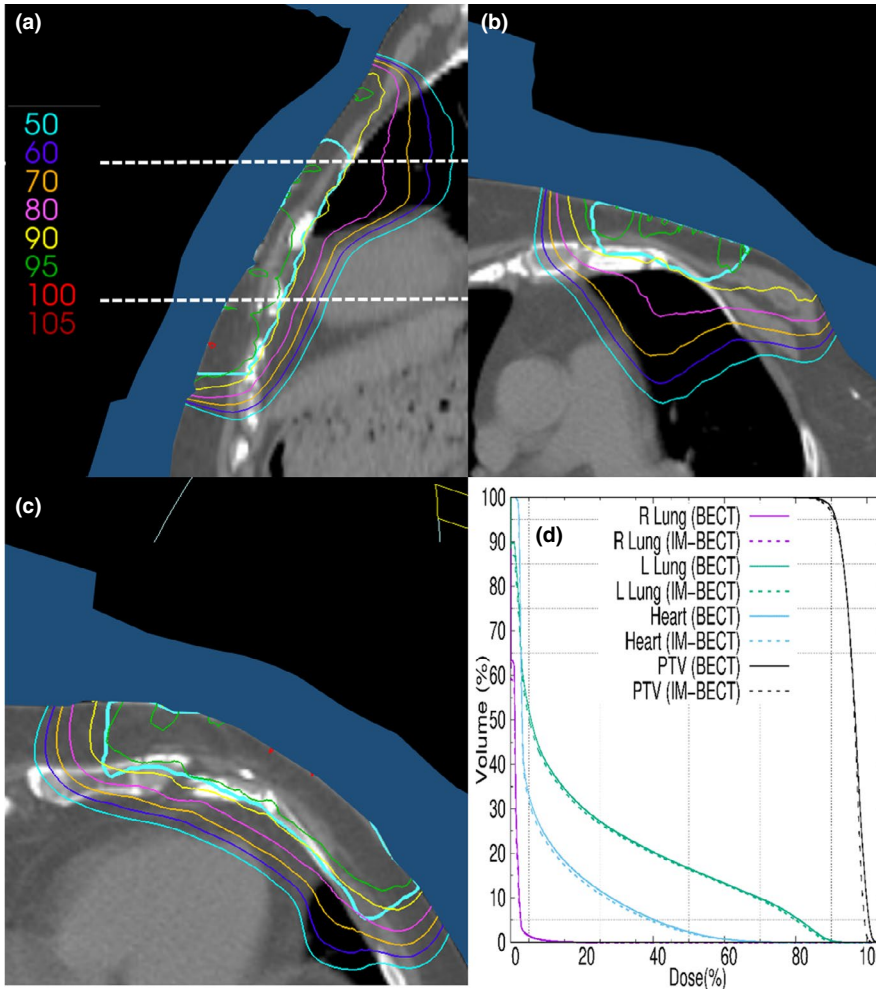 (a)
50
60
70
80
90
95
100
105
(b)
(c)
(d)
R Lung (BECT)
R Lung (IM-BECT)
L Lung (BECT)
L Lung (IM-BECT)
Heart (BECT)
Heart (IM-BECT)
PTV (BECT)
PTV (IM-BECT)
Volume (%)
100
90
80
70
60
50
40
30
20
10
0
0 20 40 60 80 100
Dose(%)